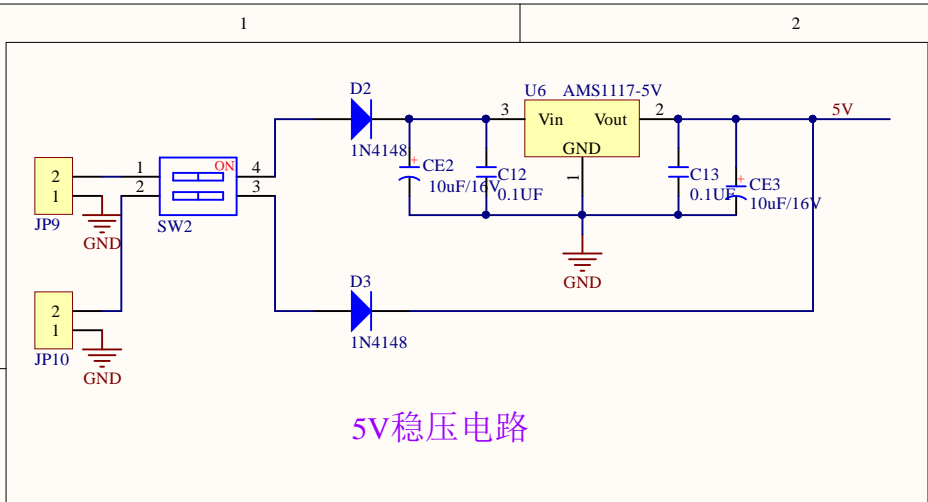 1
2
D2
1N4148
U6 AMS1117-5V
3
Vin
Vout
2
GND
1
5V
CE2
10uF/16V
C12
0.1UF
C13
0.1UF
CE3
10uF/16V
GND
2
1
JP9
GND
1
2
ON
4
3
SW2
D3
1N4148
2
1
JP10
GND
5V稳压电路